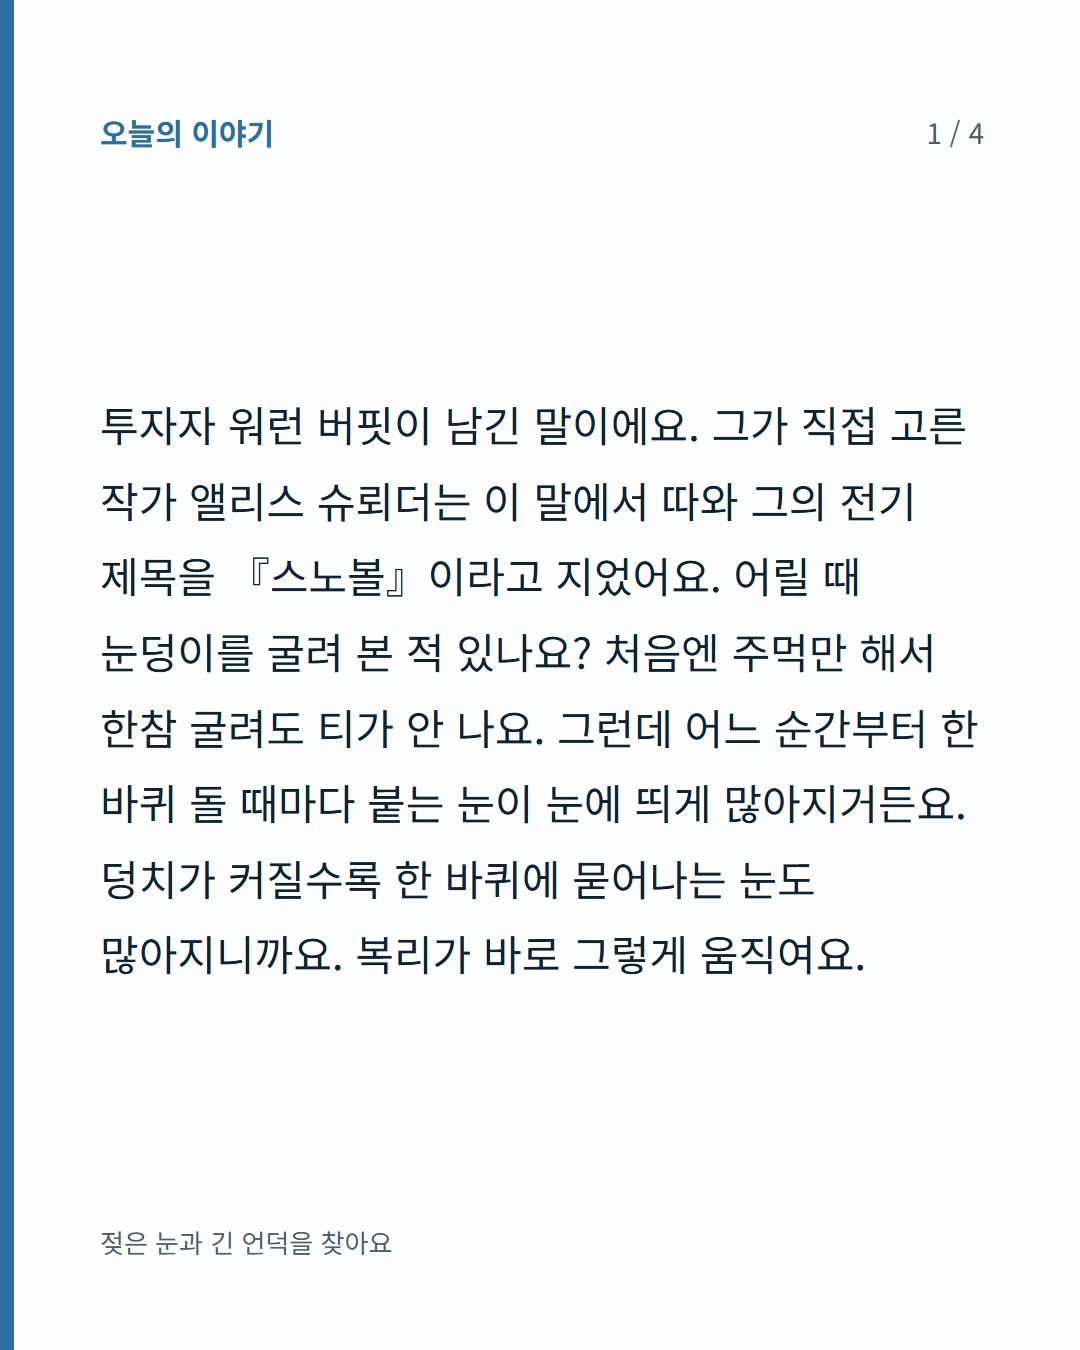 오늘의 이야기
1 / 4
투자자 워런 버핏이 남긴 말이에요. 그가 직접 고른
작가 앨리스 슈뢰더는 이 말에서 따와 그의 전기
제목을 『스노볼』이라고 지었어요. 어릴 때
눈덩이를 굴려 본 적 있나요? 처음엔 주먹만 해서
한참 굴려도 티가 안 나요. 그런데 어느 순간부터 한
바퀴 돌 때마다 붙는 눈이 눈에 띄게 많아지거든요.
덩치가 커질수록 한 바퀴에 묻어나는 눈도
많아지니까요. 복리가 바로 그렇게 움직여요.
젖은 눈과 긴 언덕을 찾아요